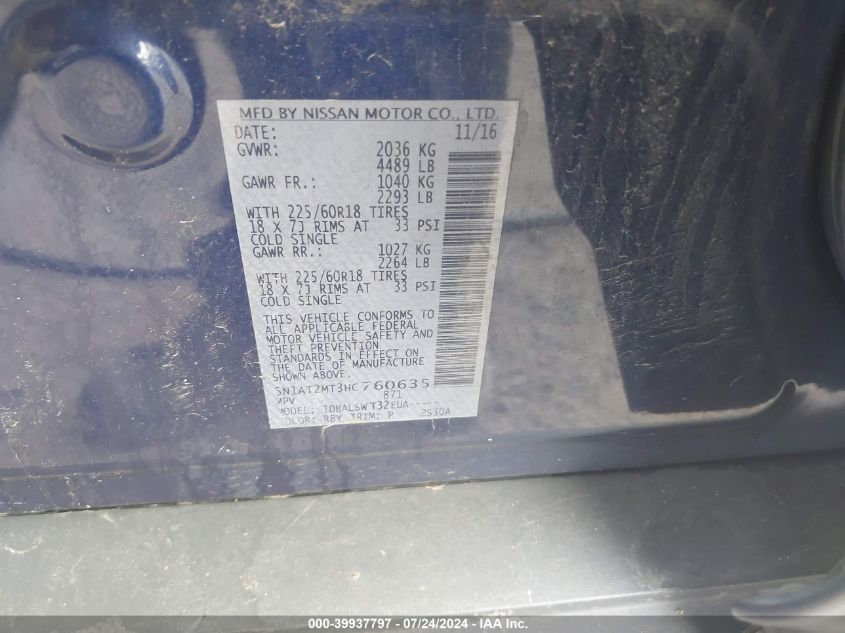 MFD BY NISSAN MOTOR CO., LTD.
DATE: 11/16
GVWR: 2036 KG
4489 LB
GAWR FR.: 1040 KG
2293 LB
WITH 225/60R18 TIRES
18 X 7J RIMS AT 33 PSI
COLD SINGLE
GAWR RR.: 1027 KG
2264 LB
WITH 225/60R18 TIRES
18 X 7J RIMS AT 33 PSI
COLD SINGLE
THIS VEHICLE CONFORMS TO
ALL APPLICABLE FEDERAL
MOTOR VEHICLE SAFETY AND
THEFT PREVENTION
STANDARDS IN EFFECT ON
THE DATE OF MANUFACTURE
SHOWN ABOVE.
5N1AT2MT3HC760635
MPV 871
MODEL: TDBALSWT32EUA-----
COLOR: RBY TRIM: P 2S30A
000-39937797 - 07/24/2024 - IAA Inc.